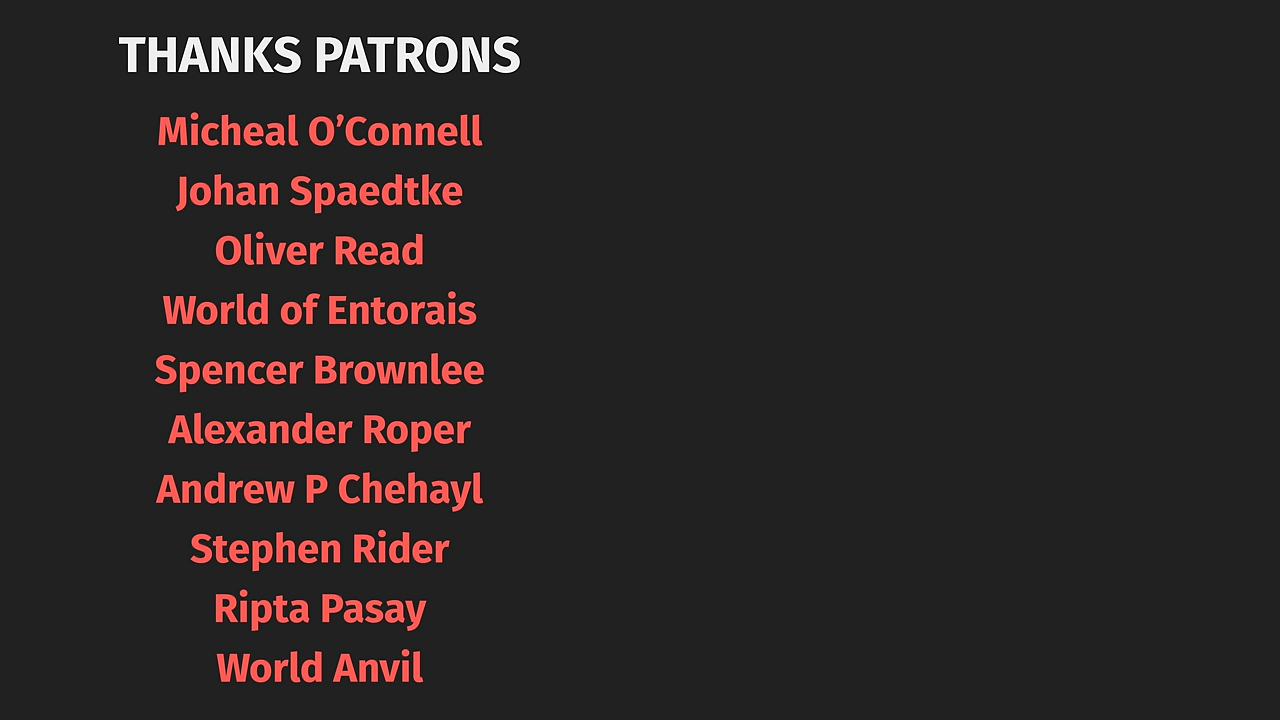 THANKS PATRONS
Micheal O’Connell
Johan Spaedtke
Oliver Read
World of Entorais
Spencer Brownlee
Alexander Roper
Andrew P Chehayl
Stephen Rider
Ripta Pasay
World Anvil